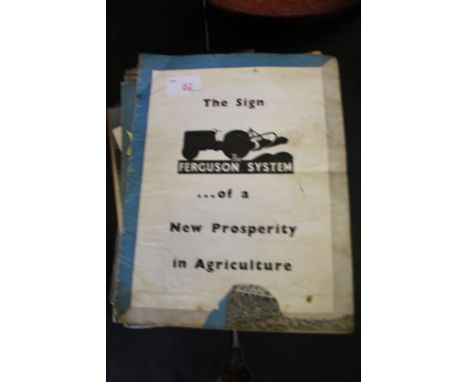 The Sign
FERGUSON SYSTEM
...of a
New Prosperity
in Agriculture